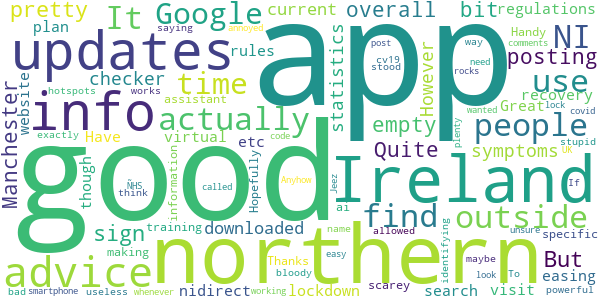 pretty
It
Google
current
overall
bit
regulations
plan
saying
annoyed
app
Handy
comments
NI
updates
rules
post
cv19
stood
way
need
rocks
posting
hotspots
works
checker
time
statistics
However
website
assistant
wanted
lock
covid
Manchester
info
actually
empty
Great
recovery
use
exactly
Have
virtual
etc
code
Quite
people
plenty
stupid
though
information
Hopefully
good
Ireland
symptoms
uk
ÑHS
think
called
Anyhow
Jeez
ai
If
sign
training
downloaded
find
outside
name
allowed
unsure
specific
making
easy
northern
identifying
advice
Thanks
maybe
But
bloody
scarey
look
To
easing
bad
smartphone
useless
whenever
nidirect
working
lockdown
search
visit
powerful